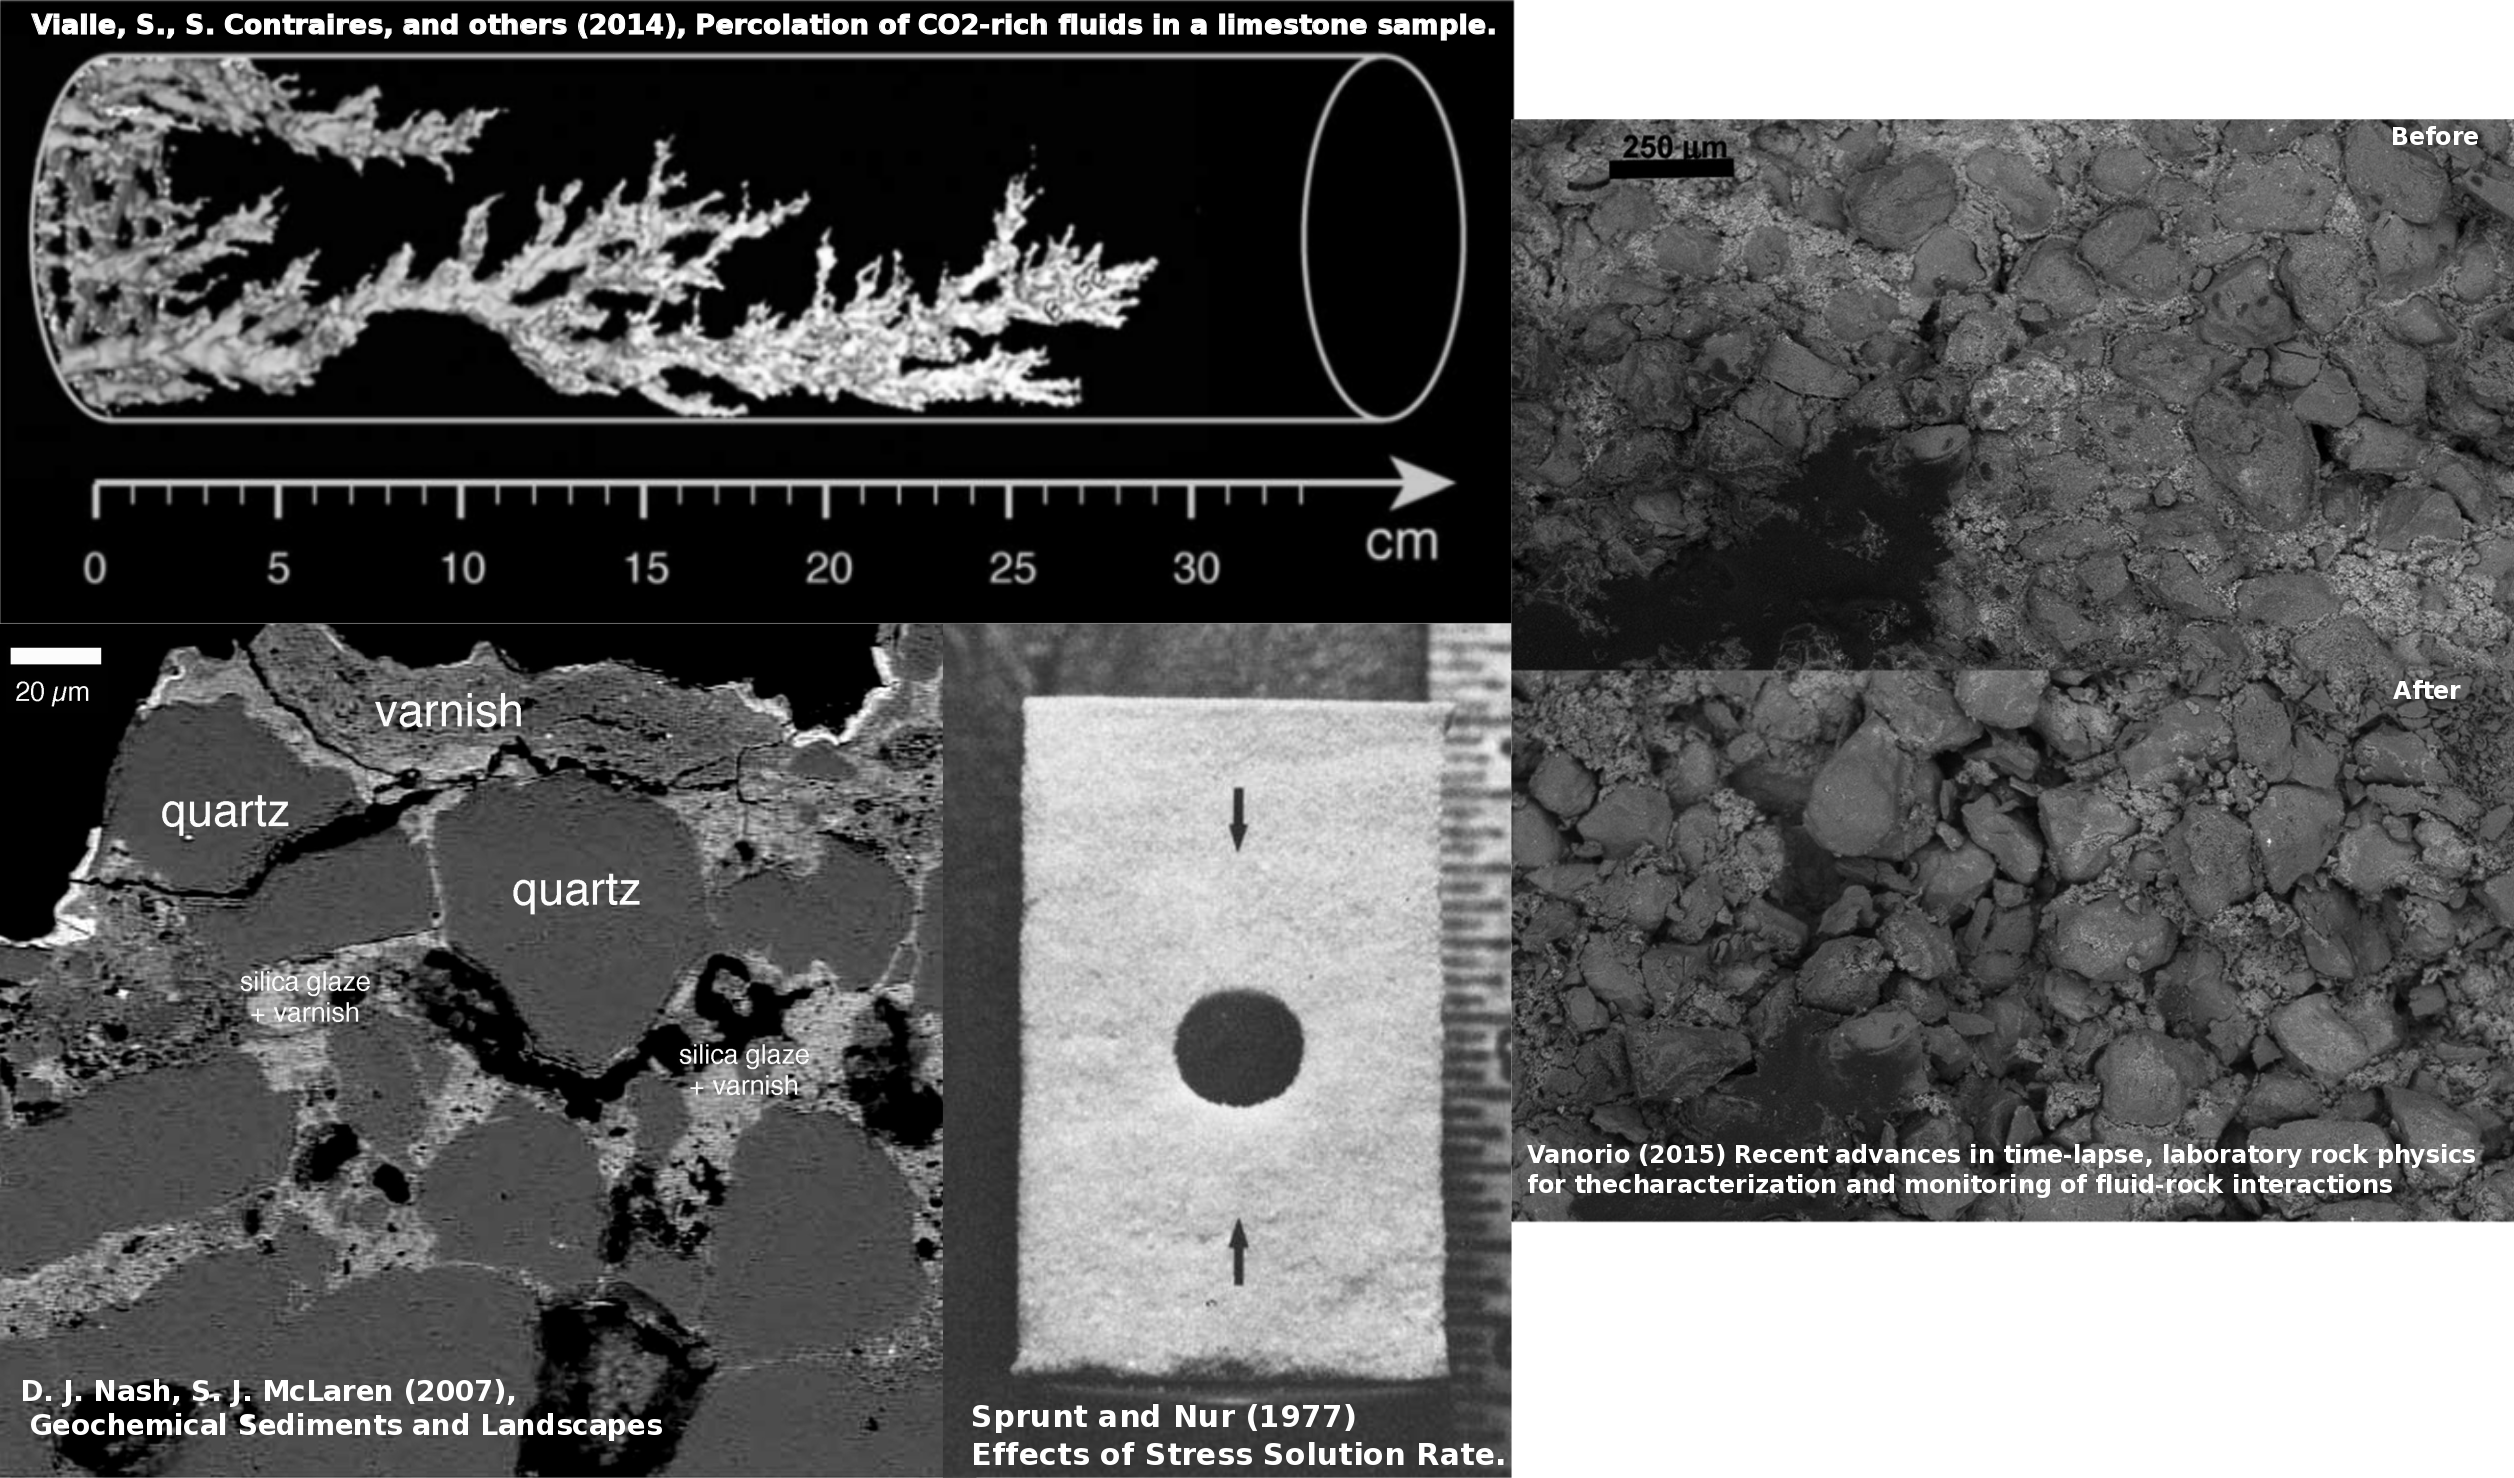 Vialle, S., S. Contraires, and others (2014), Percolation of CO2-rich fluids in a limestone sample.
0 5 10 15 20 25 30 cm
250 µm
Before
After
Vanorio (2015) Recent advances in time-lapse, laboratory rock physics
for thecharacterization and monitoring of fluid-rock interactions
20 µm
varnish
quartz
quartz
silica glaze
+ varnish
silica glaze
+ varnish
D. J. Nash, S. J. McLaren (2007),
Geochemical Sediments and Landscapes
Sprunt and Nur (1977)
Effects of Stress Solution Rate.